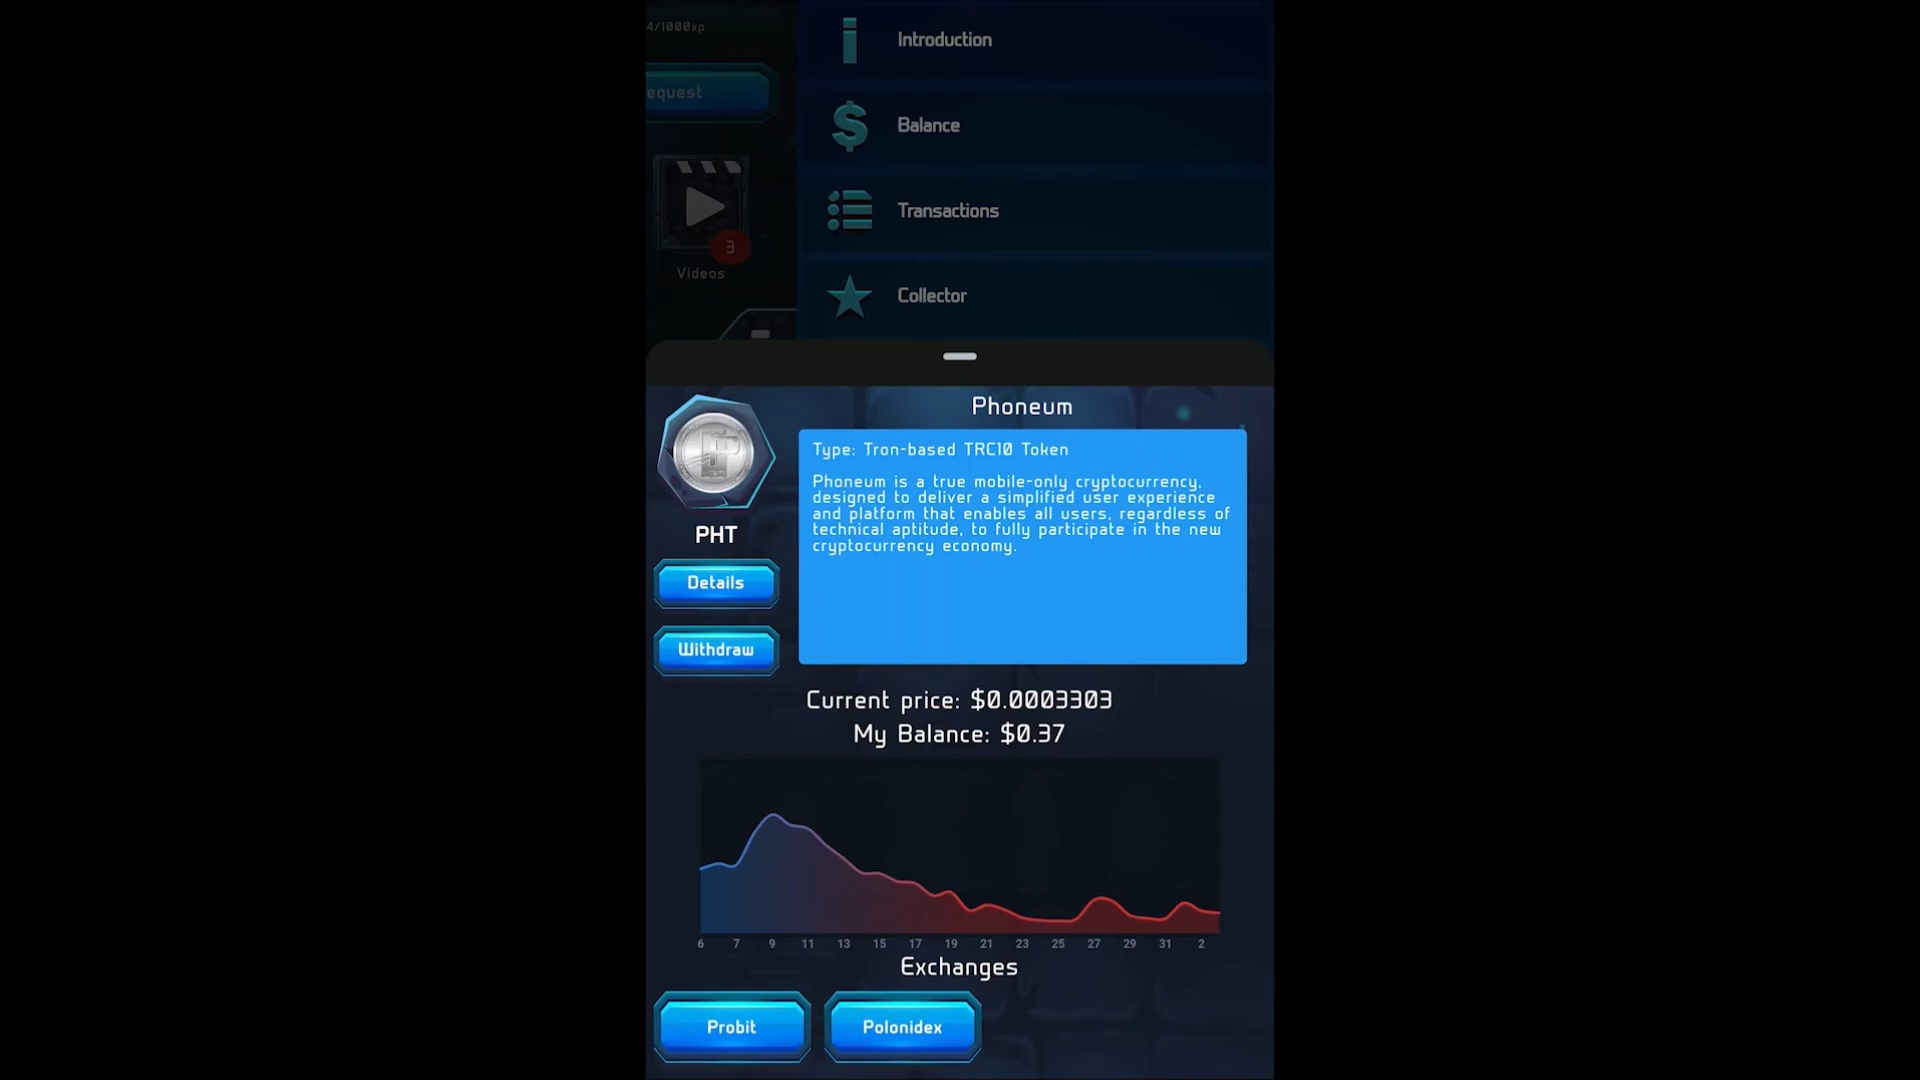 4/1000xp
Introduction
equest
Balance
Transactions
3
Videos
Collector
Phoneum
Type: Tron-based TRC10 Token
Phoneum is a true mobile-only cryptocurrency,
designed to deliver a simplified user experience
and platform that enables all users, regardless of
technical aptitude, to fully participate in the new
cryptocurrency economy.
PHT
Details
Withdraw
Current price: $0.0003303
My Balance: $0.37
6 7 9 11 13 15 17 19 21 23 25 27 29 31 2
Exchanges
Probit Polonidex